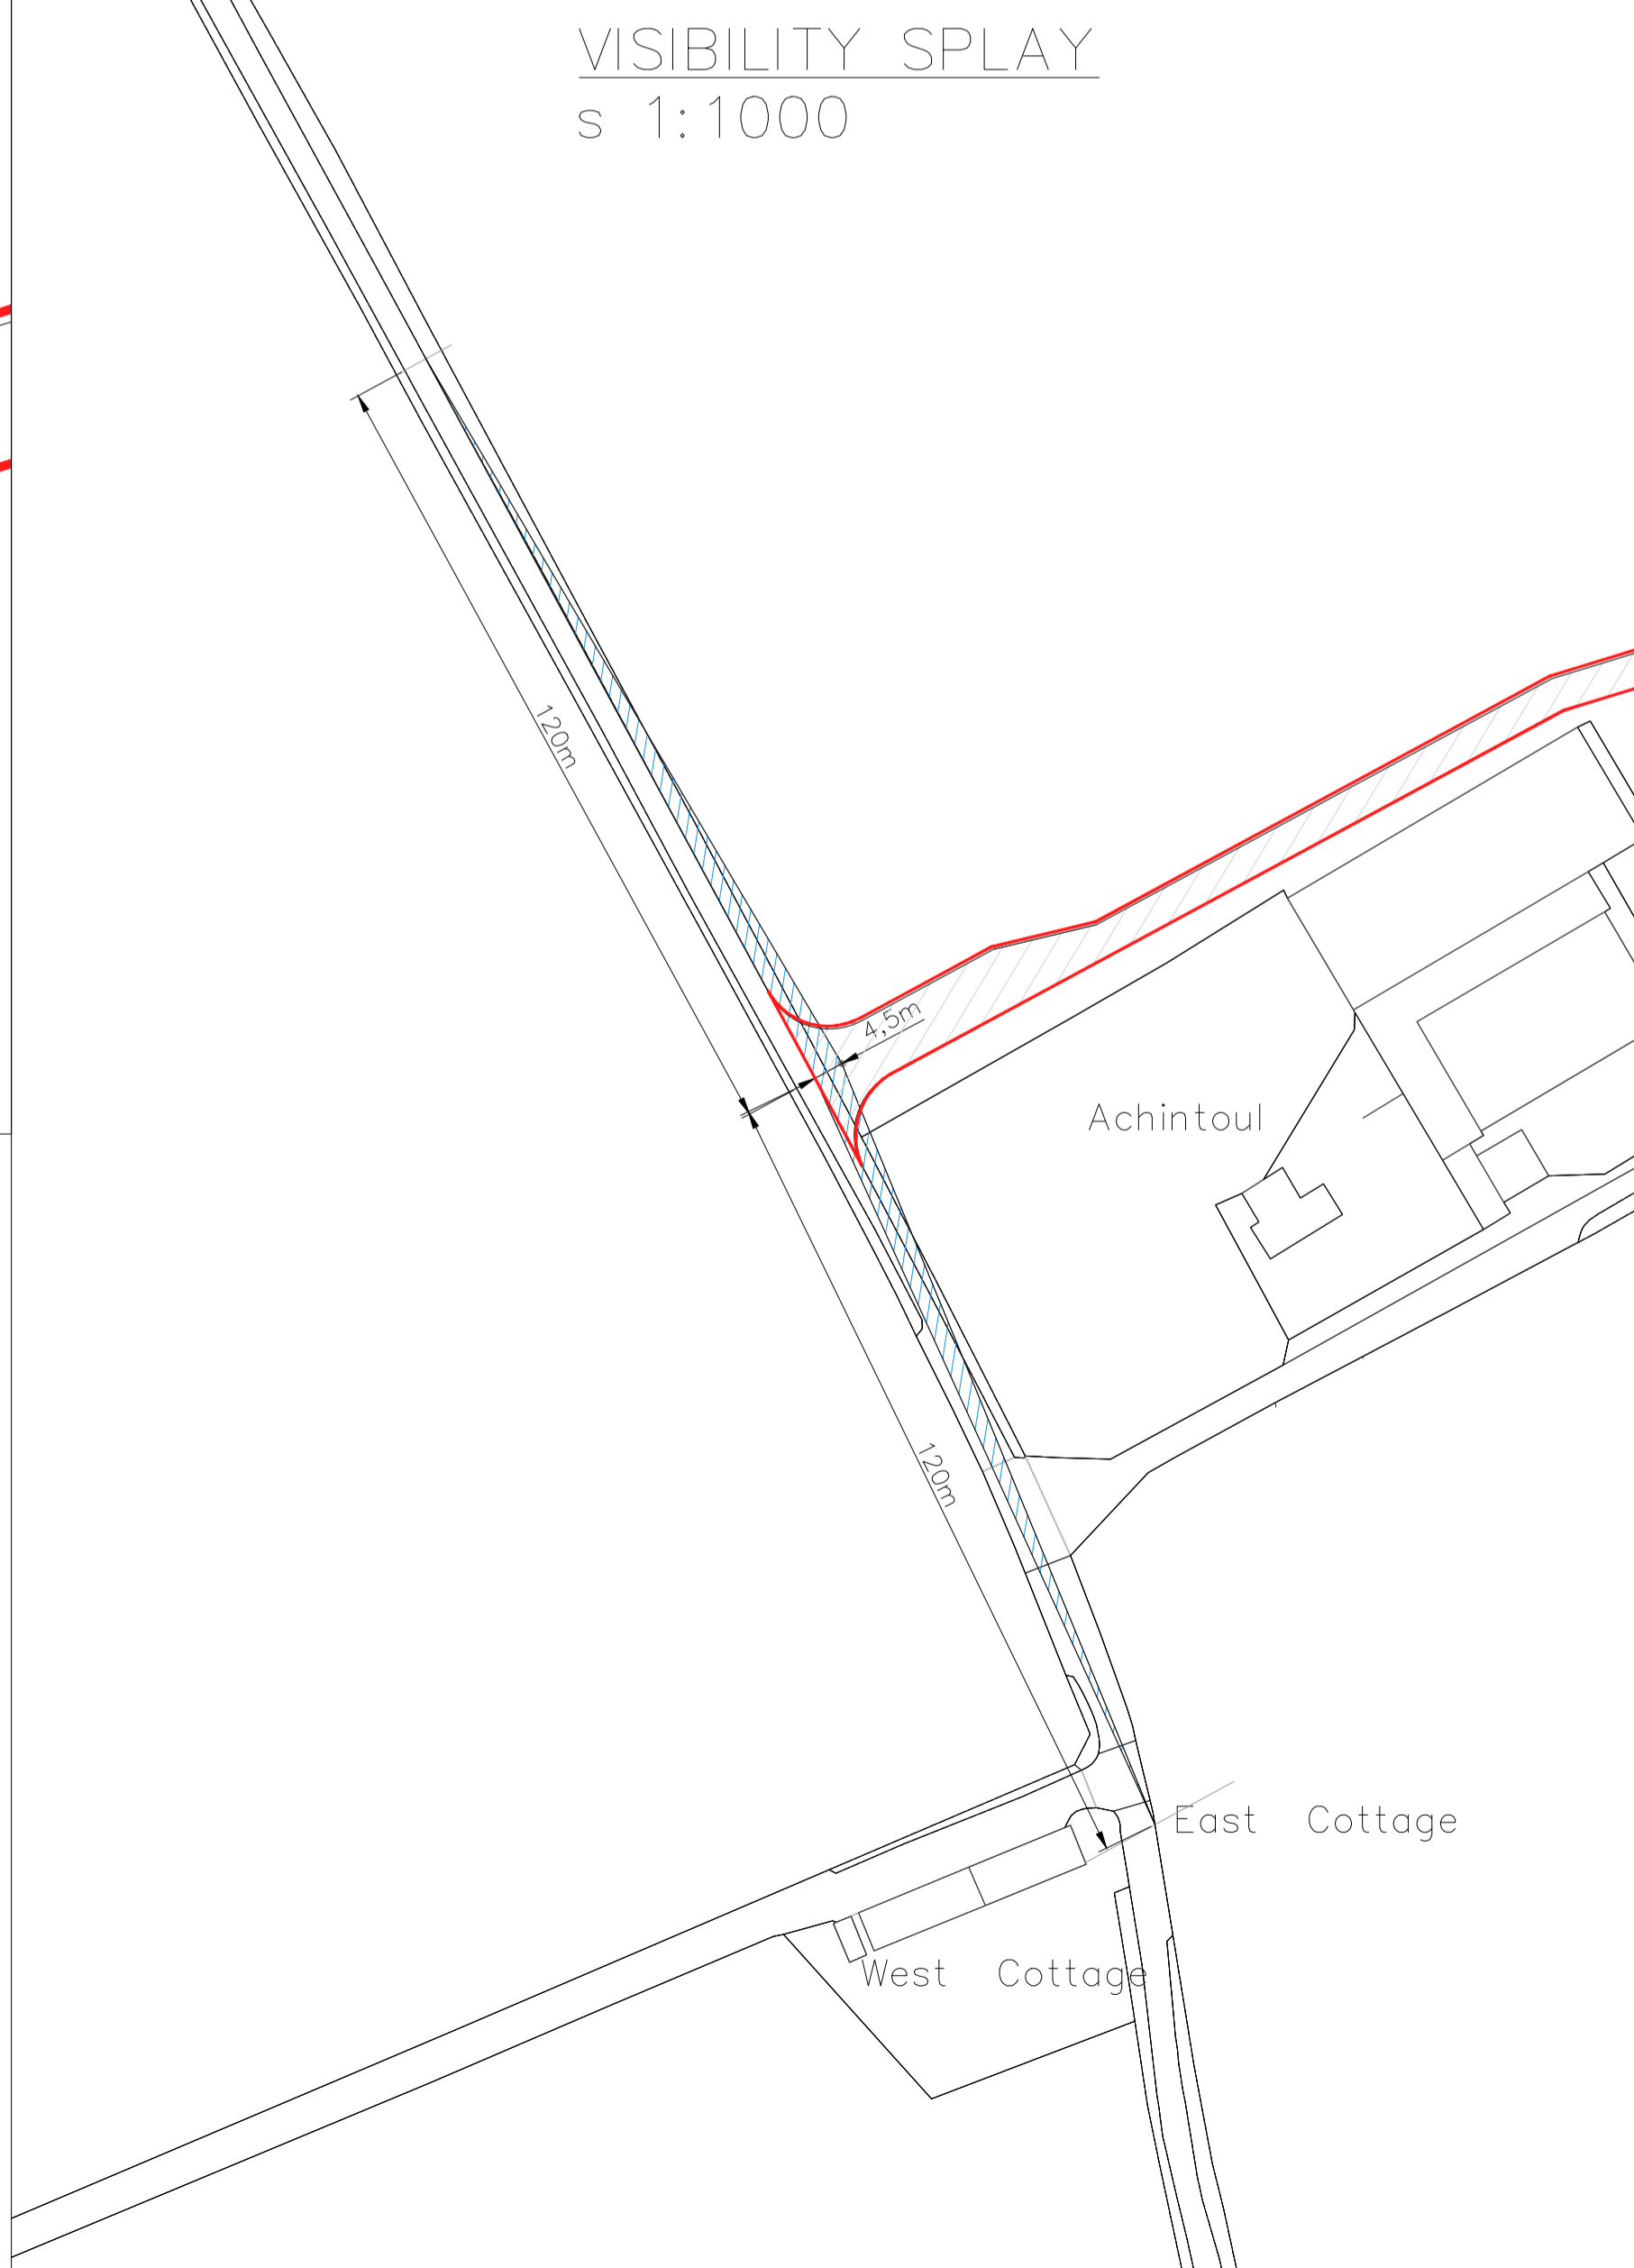 VISIBILITY SPLAY
s 1:1000
120m
4,5m
Achintoul
120m
East Cottage
West Cottage